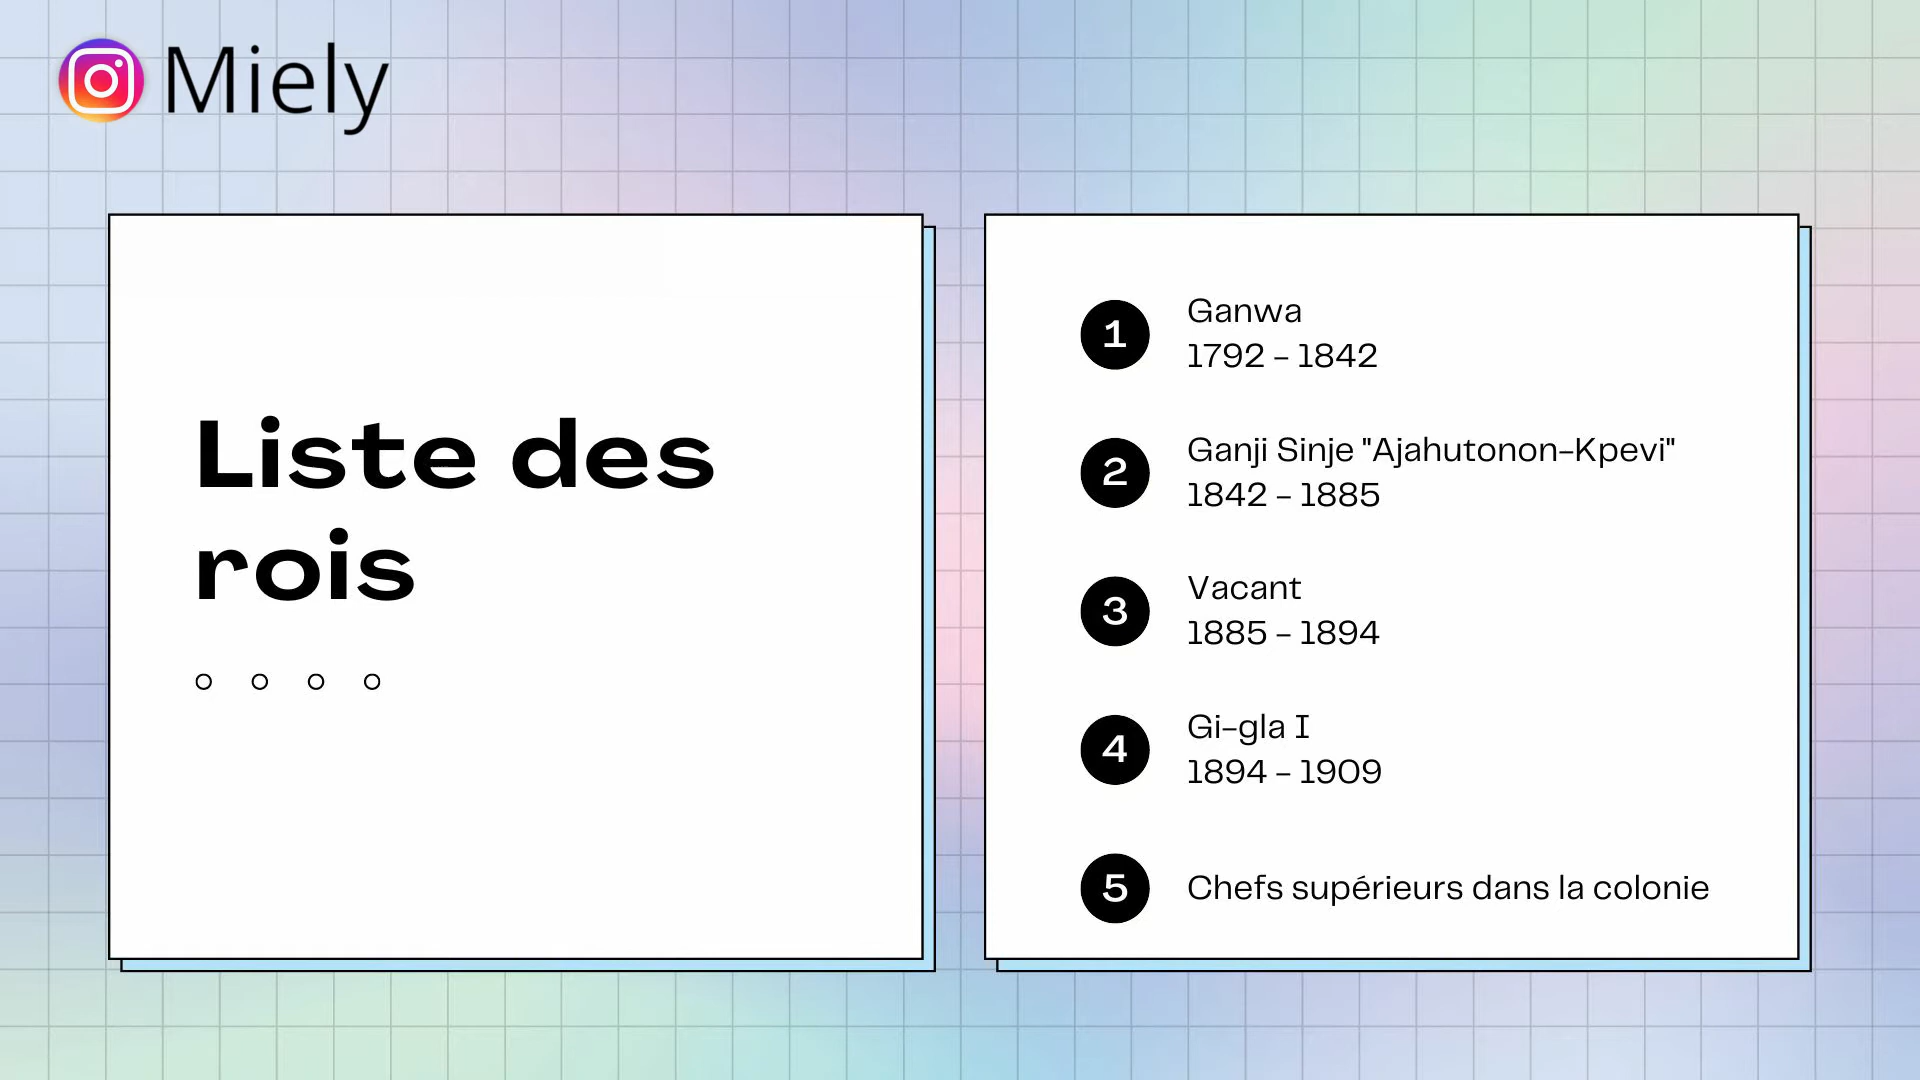 Miely
Liste des
rois
1
Ganwa
1792 – 1842
2
Ganji Sinje "Ajahutonon-Kpevi"
1842 – 1885
3
Vacant
1885 – 1894
4
Gi-gla I
1894 – 1909
5
Chefs supérieurs dans la colonie